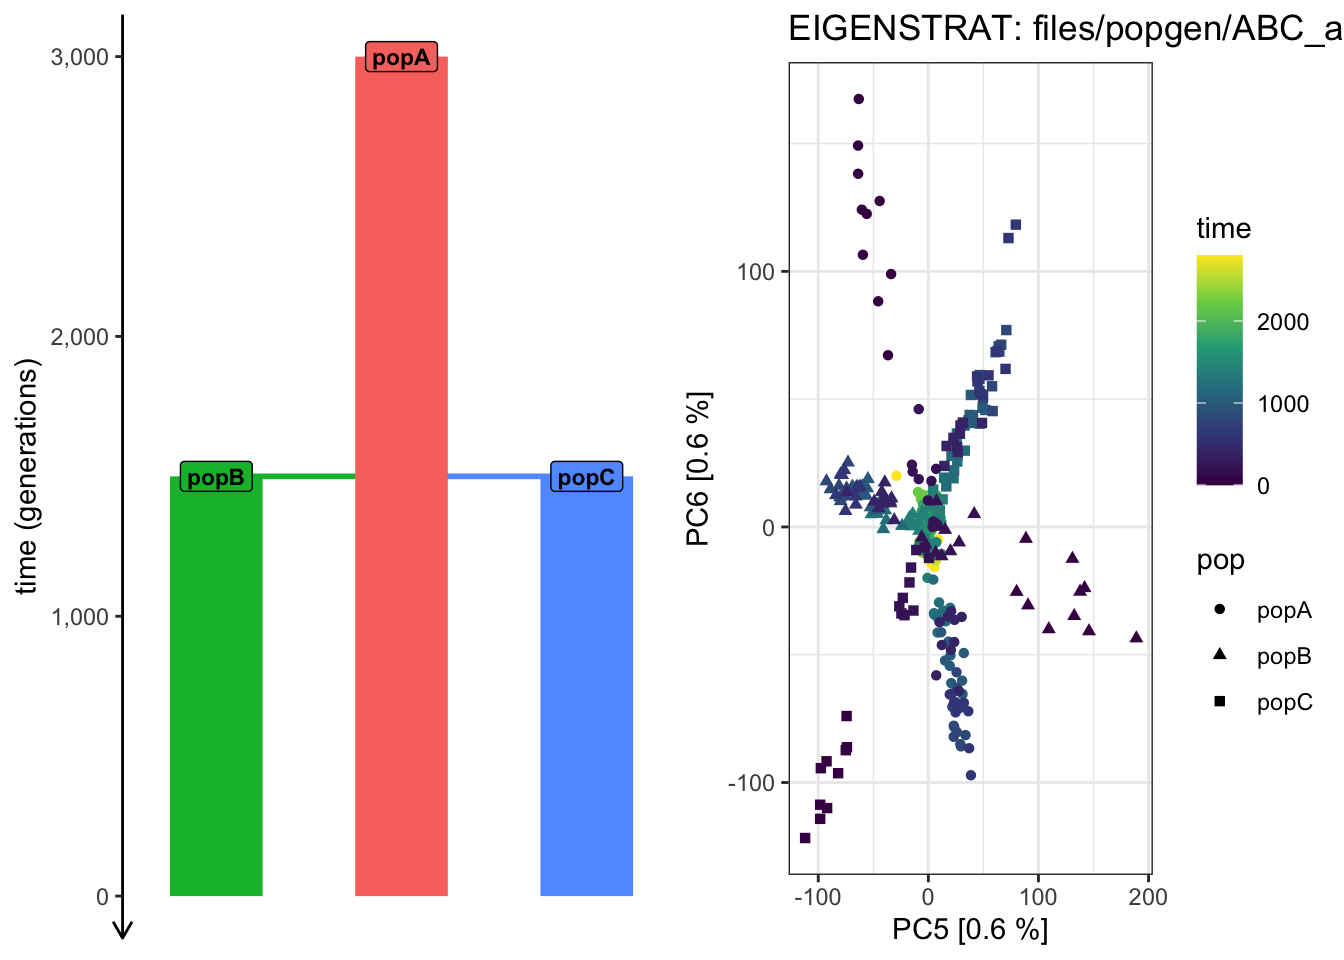 time (generations)
3,000
2,000
1,000
0
popA
popB
popC
EIGENSTRAT: files/popgen/ABC_a
PC6 [0.6 %]
100
0
-100
-100
0
100
200
PC5 [0.6 %]
time
2000
1000
0
pop
popA
popB
popC